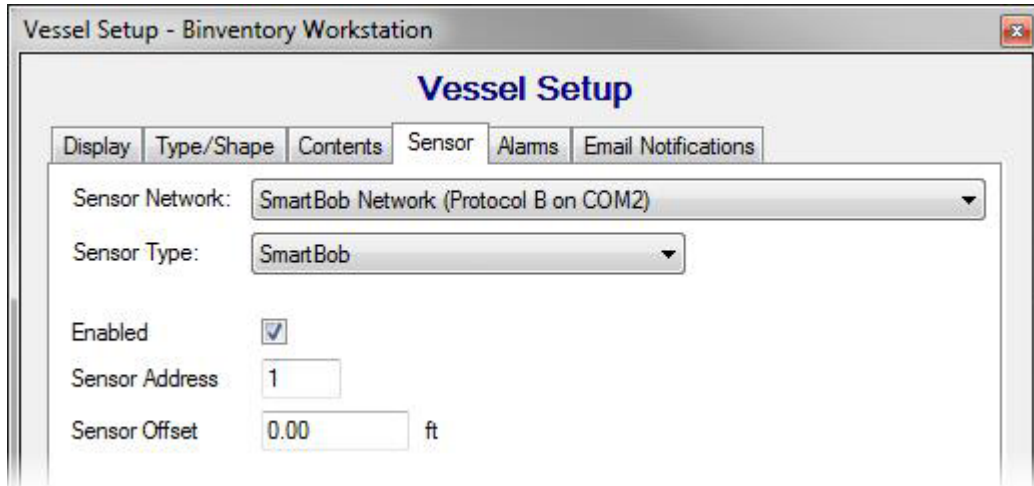 Vessel Setup - Binventory Workstation
Vessel Setup
Display Type/Shape Contents Sensor Alarms Email Notifications
Sensor Network: SmartBob Network (Protocol B on COM2)
Sensor Type: SmartBob
Enabled
Sensor Address 1
Sensor Offset 0.00 ft